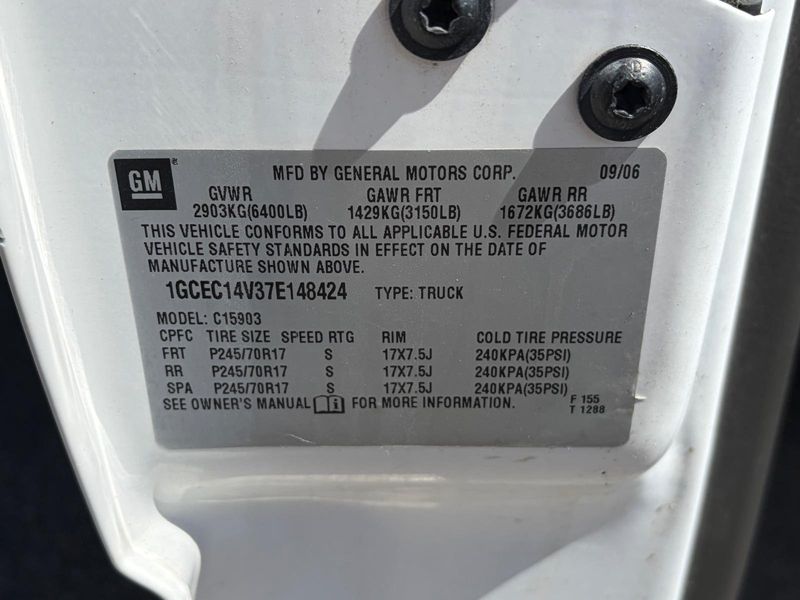 GM ® MFD BY GENERAL MOTORS CORP. 09/06
GVWR GAWR FRT GAWR RR
2903KG(6400LB) 1429KG(3150LB) 1672KG(3686LB)
THIS VEHICLE CONFORMS TO ALL APPLICABLE U.S. FEDERAL MOTOR
VEHICLE SAFETY STANDARDS IN EFFECT ON THE DATE OF
MANUFACTURE SHOWN ABOVE.
1GCEC14V37E148424 TYPE: TRUCK
MODEL: C15903
CPFC TIRE SIZE SPEED RTG RIM COLD TIRE PRESSURE
FRT P245/70R17 S 17X7.5J 240KPA(35PSI)
RR P245/70R17 S 17X7.5J 240KPA(35PSI)
SPA P245/70R17 S 17X7.5J 240KPA(35PSI)
SEE OWNER'S MANUAL i FOR MORE INFORMATION. F 155
T 1288